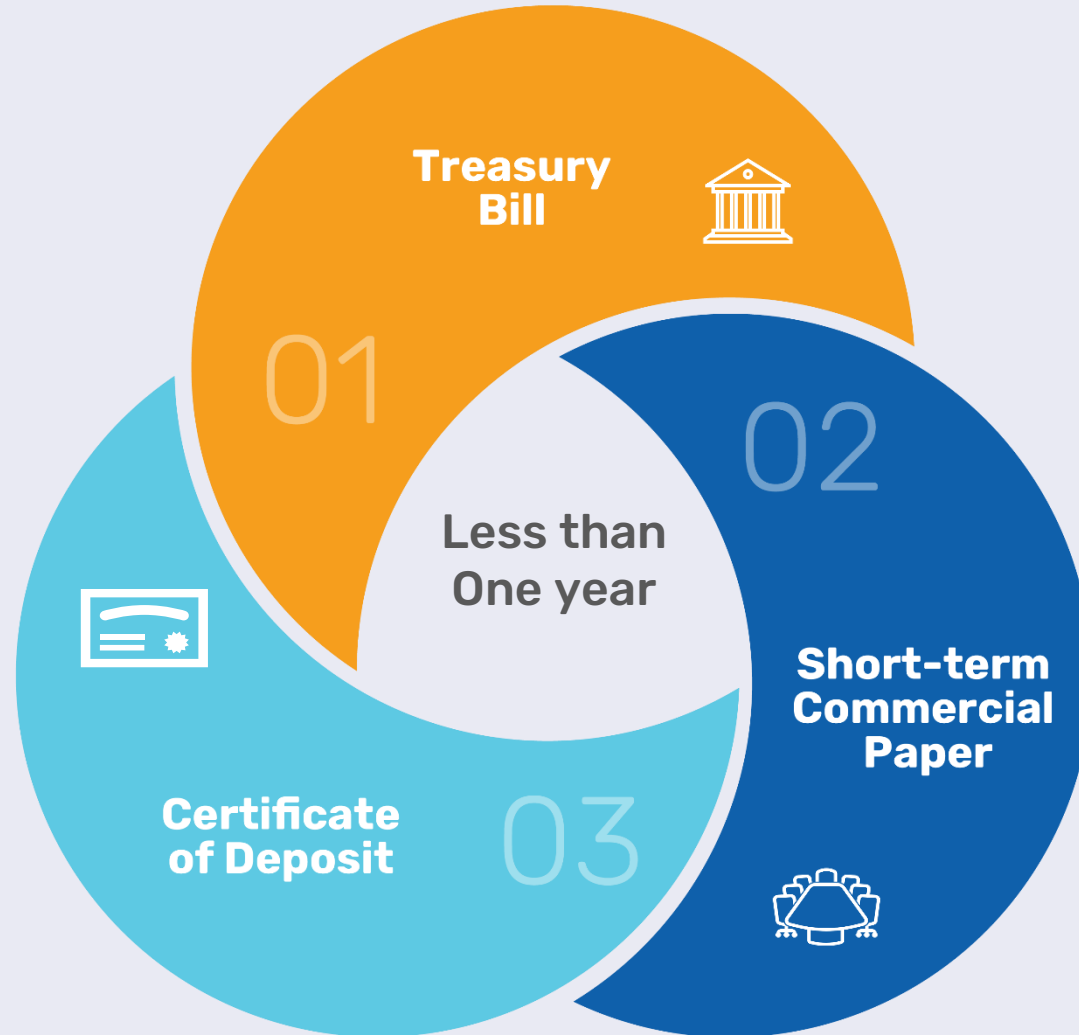 Treasury
Bill
01
02
Less than
One year
Short-term
Commercial
Paper
Certificate
of Deposit
03